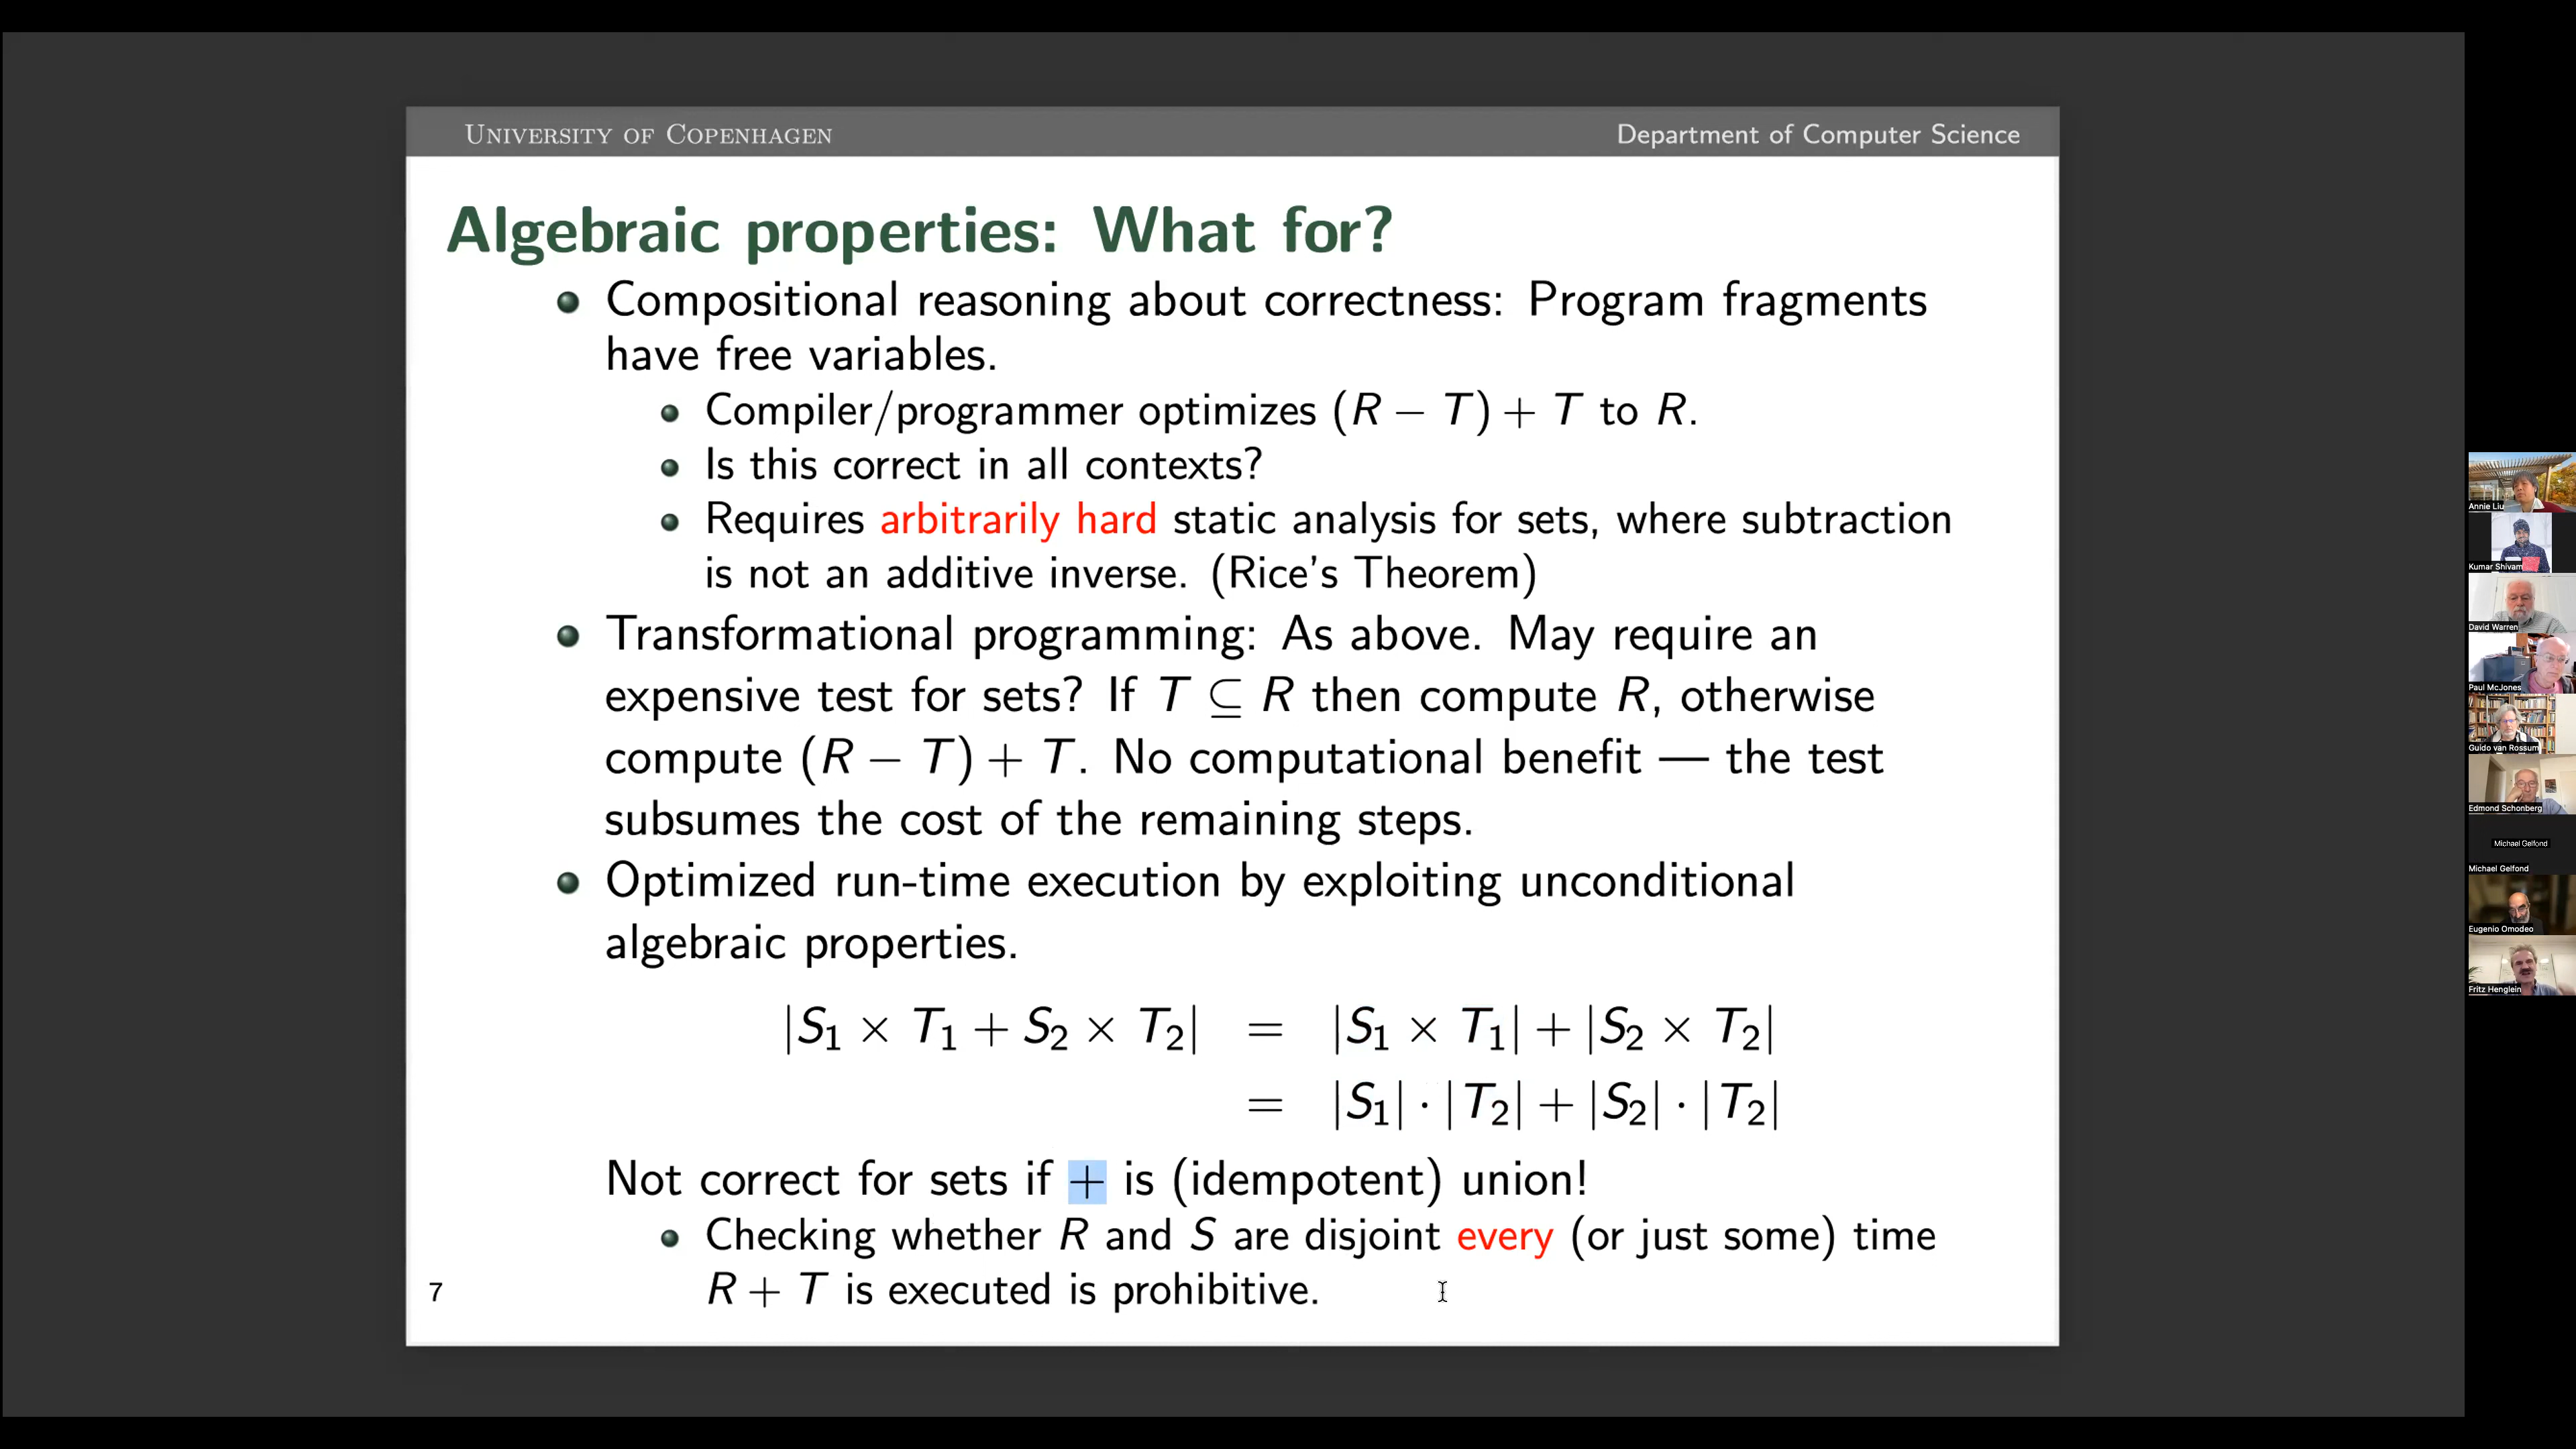 UNIVERSITY OF COPENHAGEN
Department of Computer Science
Algebraic properties: What for?
Compositional reasoning about correctness: Program fragments
have free variables.
Compiler/programmer optimizes (R − T) + T to R.
Is this correct in all contexts?
Requires arbitrarily hard static analysis for sets, where subtraction
is not an additive inverse. (Rice's Theorem)
Transformational programming: As above. May require an
expensive test for sets? If T ⊆ R then compute R, otherwise
compute (R − T) + T. No computational benefit — the test
subsumes the cost of the remaining steps.
Optimized run-time execution by exploiting unconditional
algebraic properties.
|S₁ × T₁ + S₂ × T₂| = |S₁ × T₁| + |S₂ × T₂|
= |S₁| · |T₂| + |S₂| · |T₂|
Not correct for sets if + is (idempotent) union!
Checking whether R and S are disjoint every (or just some) time
R + T is executed is prohibitive.
7
Annie Liu
Kumar Shivam
David Warren
Paul McJones
Guido van Rossum
Edmond Schonberg
Michael Gelfond
Michael Gelfond
Eugenio Omodeo
Fritz Henglein